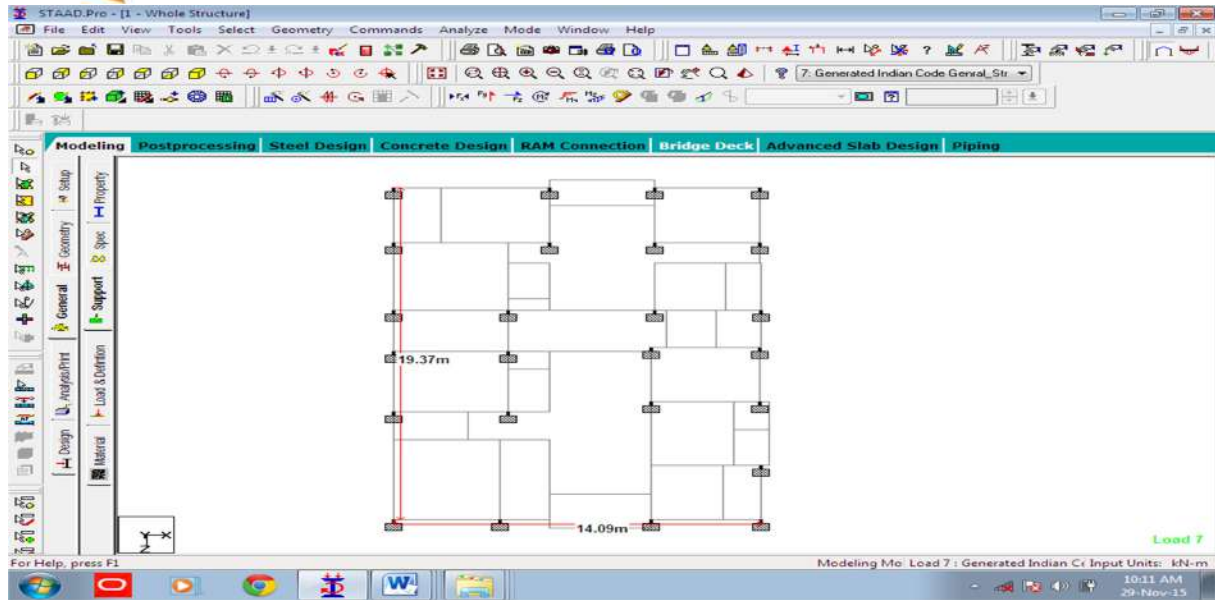 STAAD.Pro - [1 - Whole Structure]
File Edit View Tools Select Geometry Commands Analyze Mode Window Help
7: Generated Indian Code Genral_Str
Modeling Postprocessing Steel Design Concrete Design RAM Connection Bridge Deck Advanced Slab Design Piping
Setup
Geometry
General
Analysis/Print
Design
Property
Spec
Support
Load & Definition
Material
19.37m
14.09m
Y X
Z
Load 7
For Help, press F1
Modeling Mo Load 7 : Generated Indian Co Input Units: kN-m
W
10:11 AM
29-Nov-15